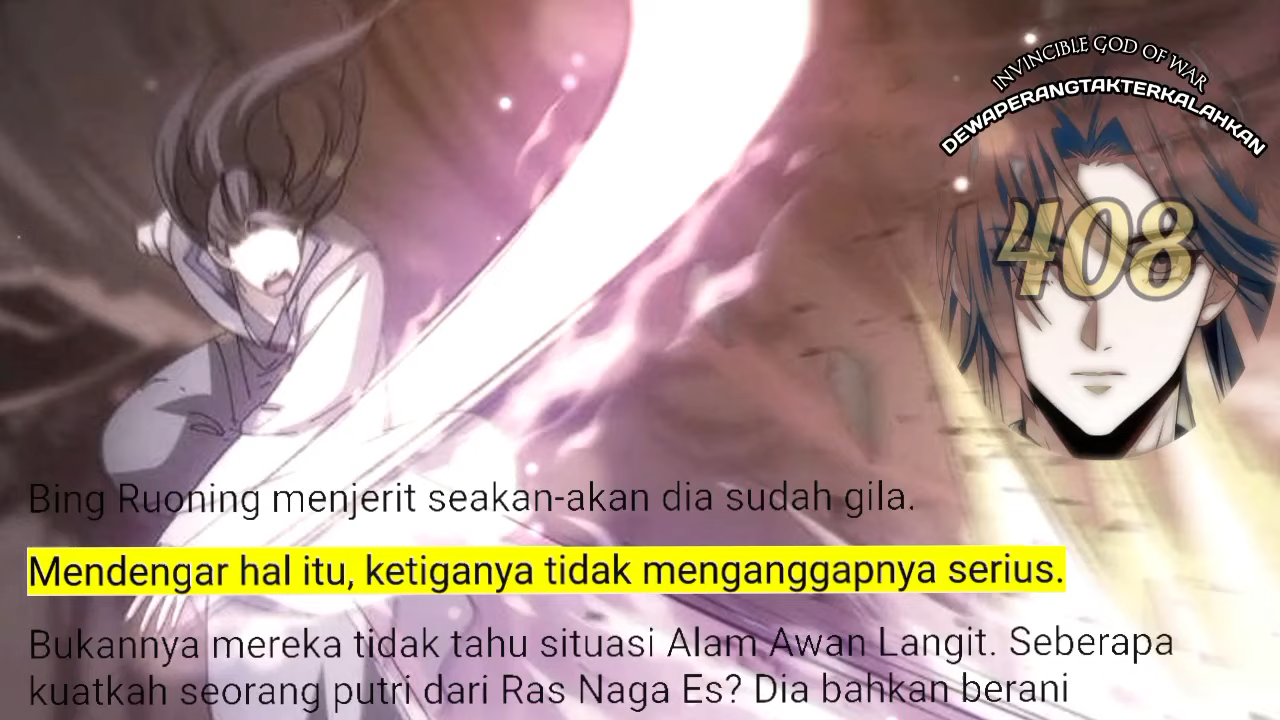 INVINCIBLE GOD OF WAR
DEWAPERANGTAKTERKALAHKAN
408
Bing Ruoning menjerit seakan-akan dia sudah gila.
Mendengar hal itu, ketiganya tidak menganggapnya serius.
Bukannya mereka tidak tahu situasi Alam Awan Langit. Seberapa
kuatkah seorang putri dari Ras Naga Es? Dia bahkan berani